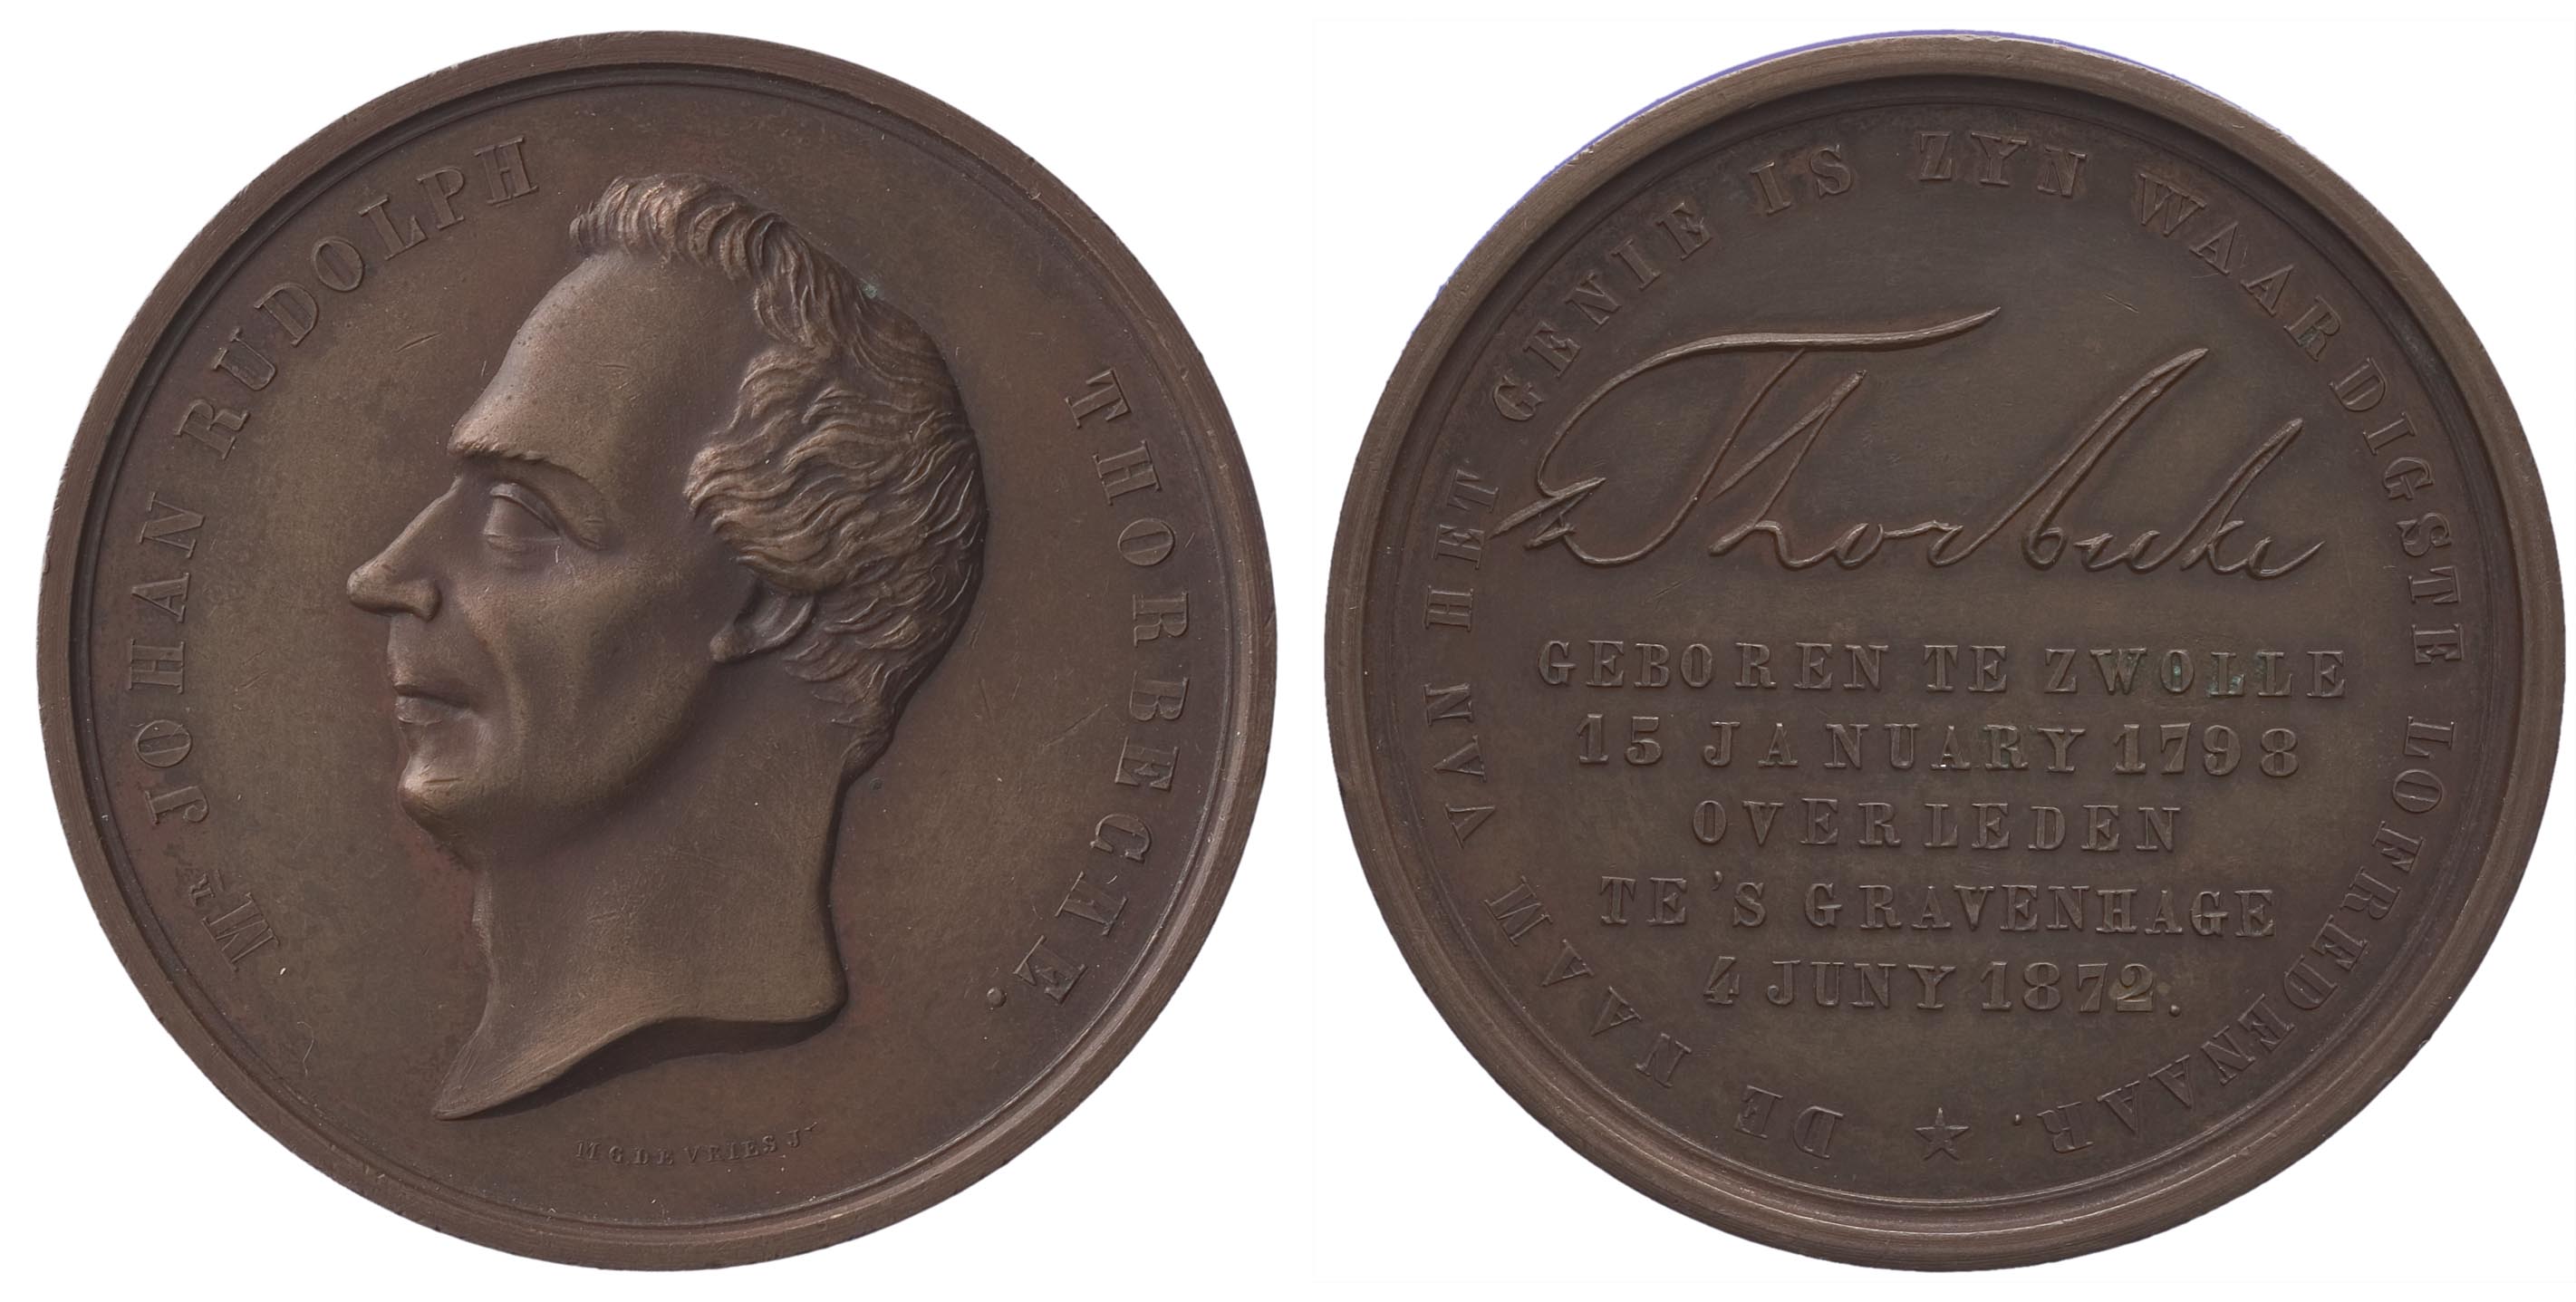 Mr JOHAN RUDOLPH THORBECKE.
M.G. DE VRIES Jr
DE NAAM VAN HET GENIE IS ZYN WAARDIGSTE LOFREDENAAR.
Thorbecke
GEBOREN TE ZWOLLE
15 JANUARY 1798
OVERLEDEN
TE 'S GRAVENHAGE
4 JUNY 1872.